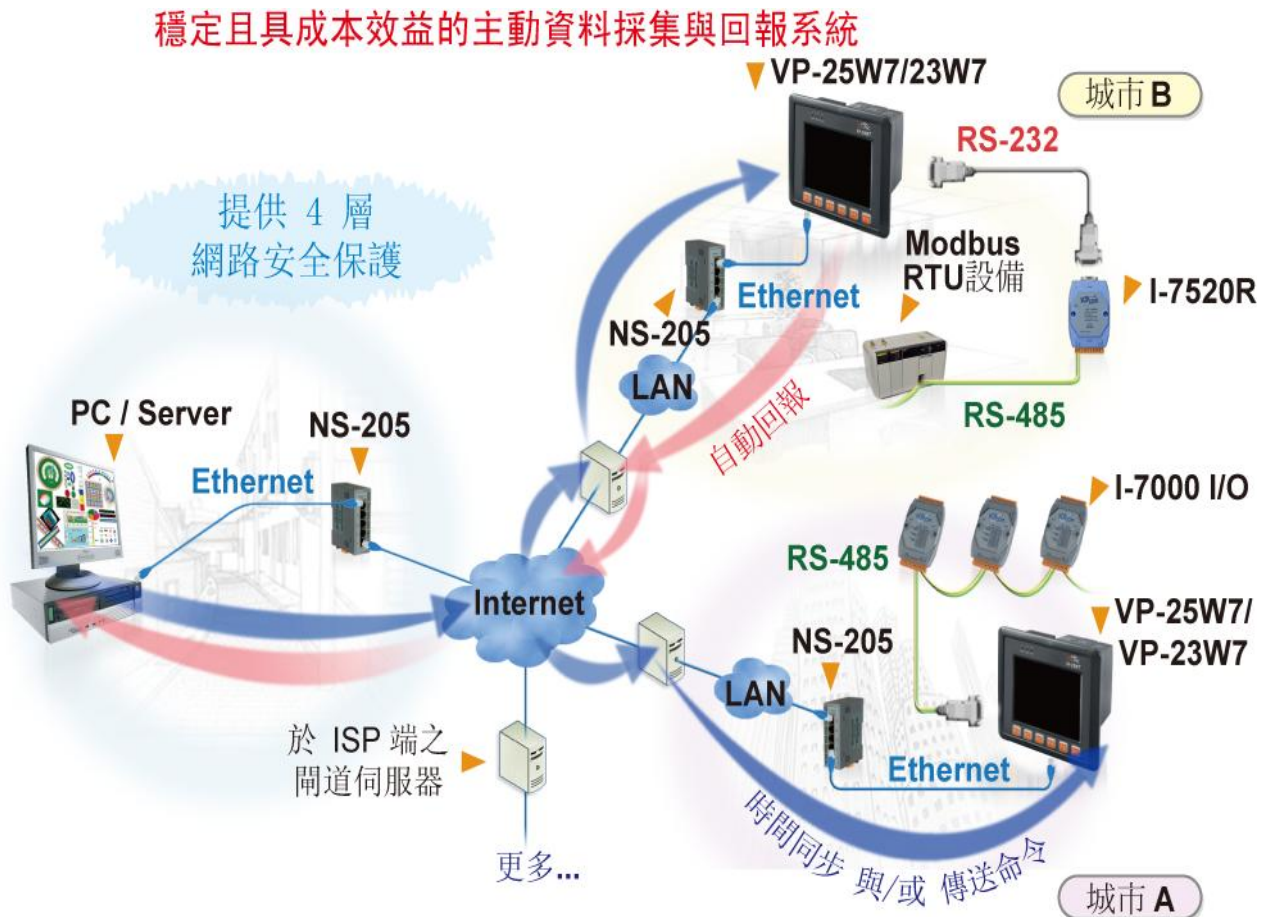 穩定且具成本效益的主動資料採集與回報系統
VP-25W7/23W7
城市 B
RS-232
提供 4 層
網路安全保護
Modbus
RTU設備
I-7520R
Ethernet
NS-205
LAN
RS-485
自動回報
PC / Server
NS-205
Ethernet
I-7000 I/O
RS-485
Internet
VP-25W7/
VP-23W7
NS-205
LAN
於 ISP 端之
閘道伺服器
Ethernet
時間同步 與/或 傳送命令
更多...
城市 A